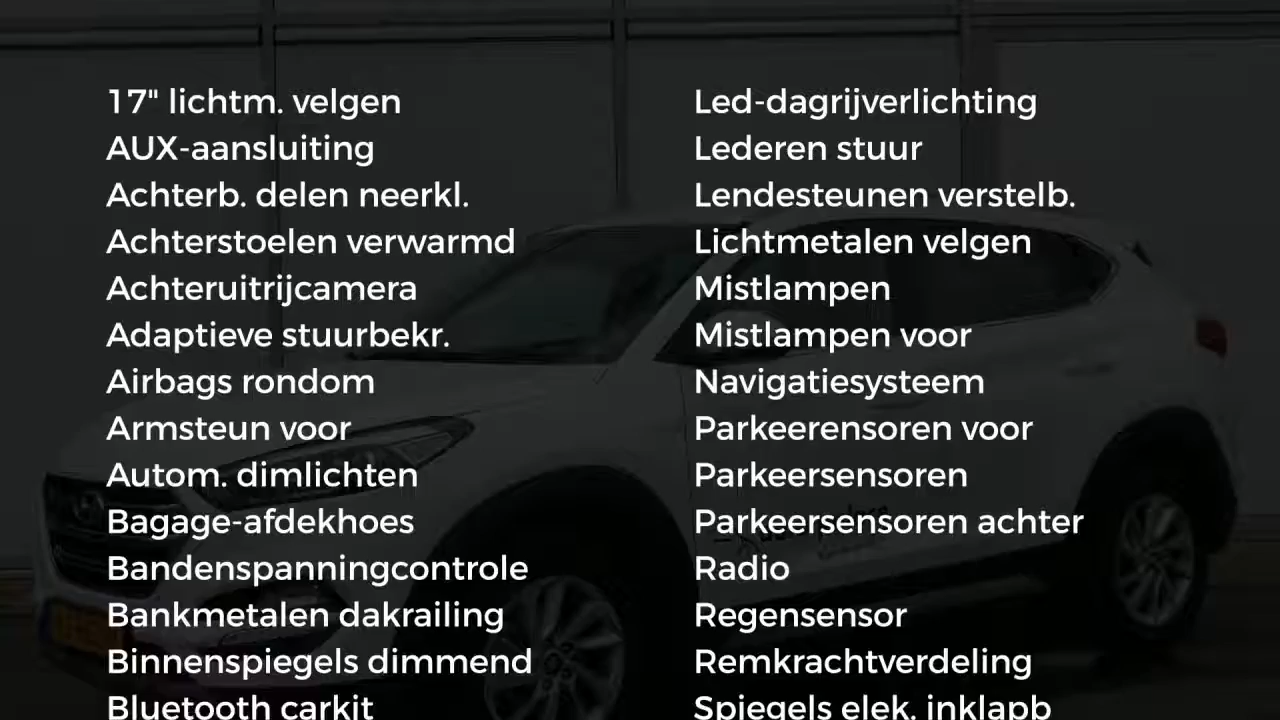 17" lichtm. velgen
AUX-aansluiting
Achterb. delen neerkl.
Achterstoelen verwarmd
Achteruitrijcamera
Adaptieve stuurbekr.
Airbags rondom
Armsteun voor
Autom. dimlichten
Bagage-afdekhoes
Bandenspanningcontrole
Bankmetalen dakrailing
Binnenspiegels dimmend
Bluetooth carkit
Led-dagrijverlichting
Lederen stuur
Lendesteunen verstelb.
Lichtmetalen velgen
Mistlampen
Mistlampen voor
Navigatiesysteem
Parkeerensoren voor
Parkeersensoren
Parkeersensoren achter
Radio
Regensensor
Remkrachtverdeling
Spiegels elek. inklapb